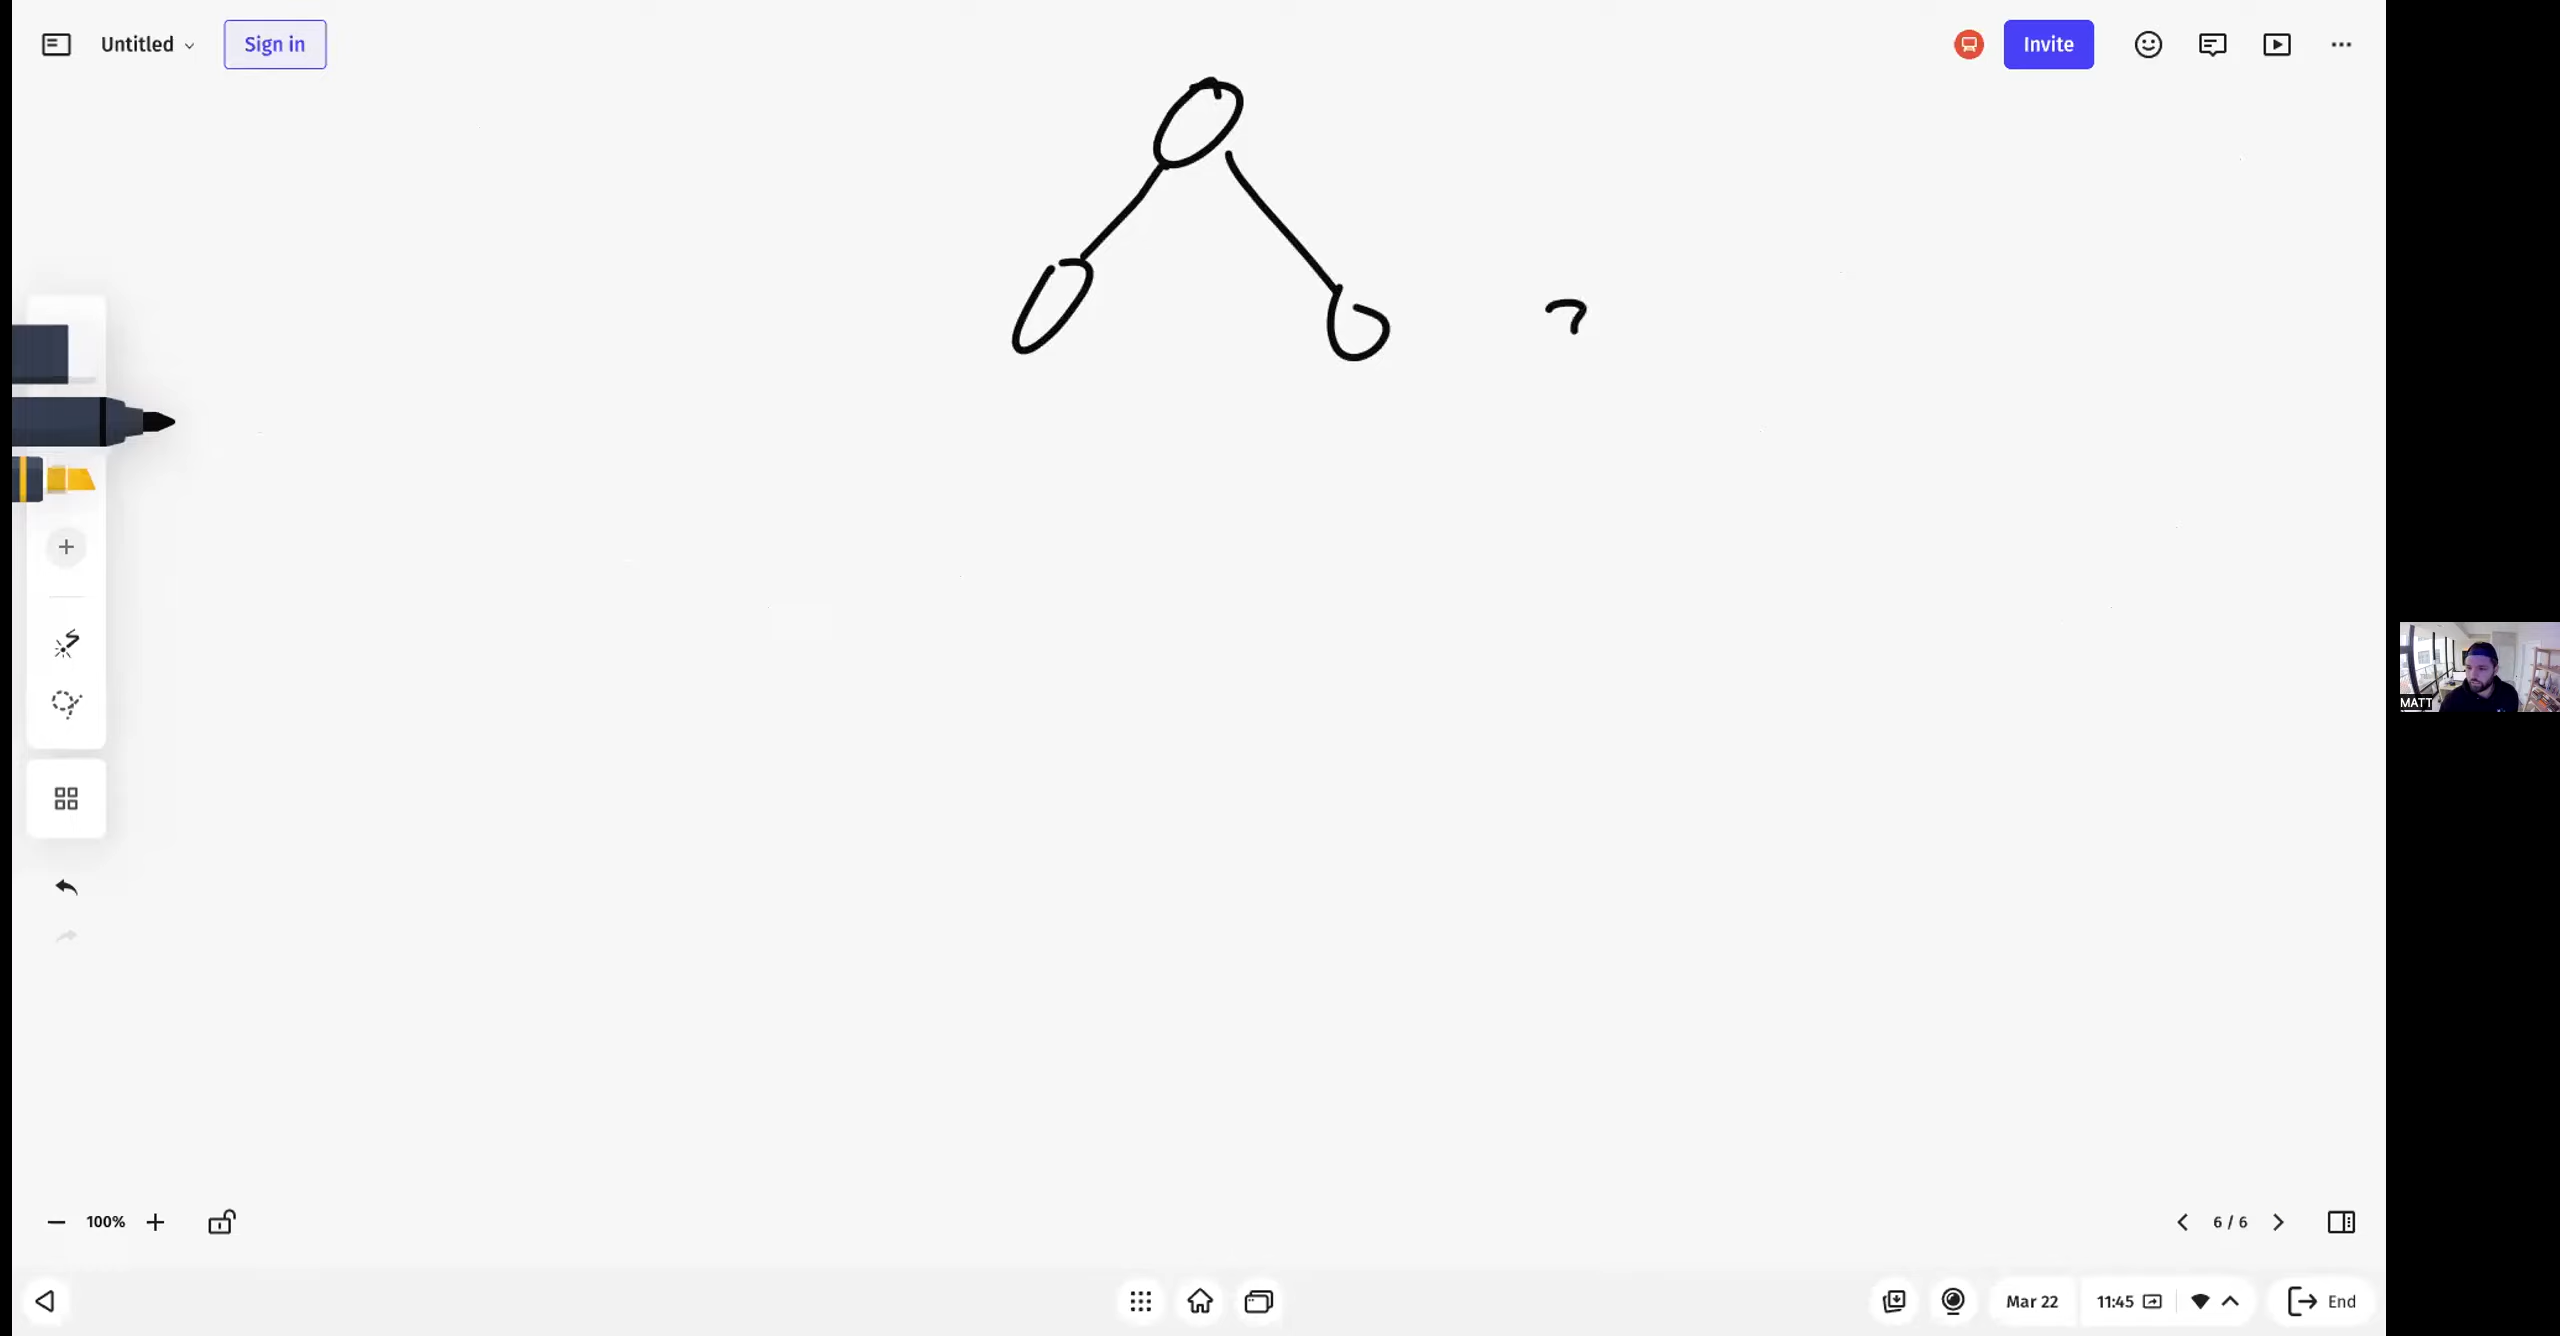 Untitled
Sign in
Invite
?
MATT
100%
6 / 6
Mar 22
11:45
End